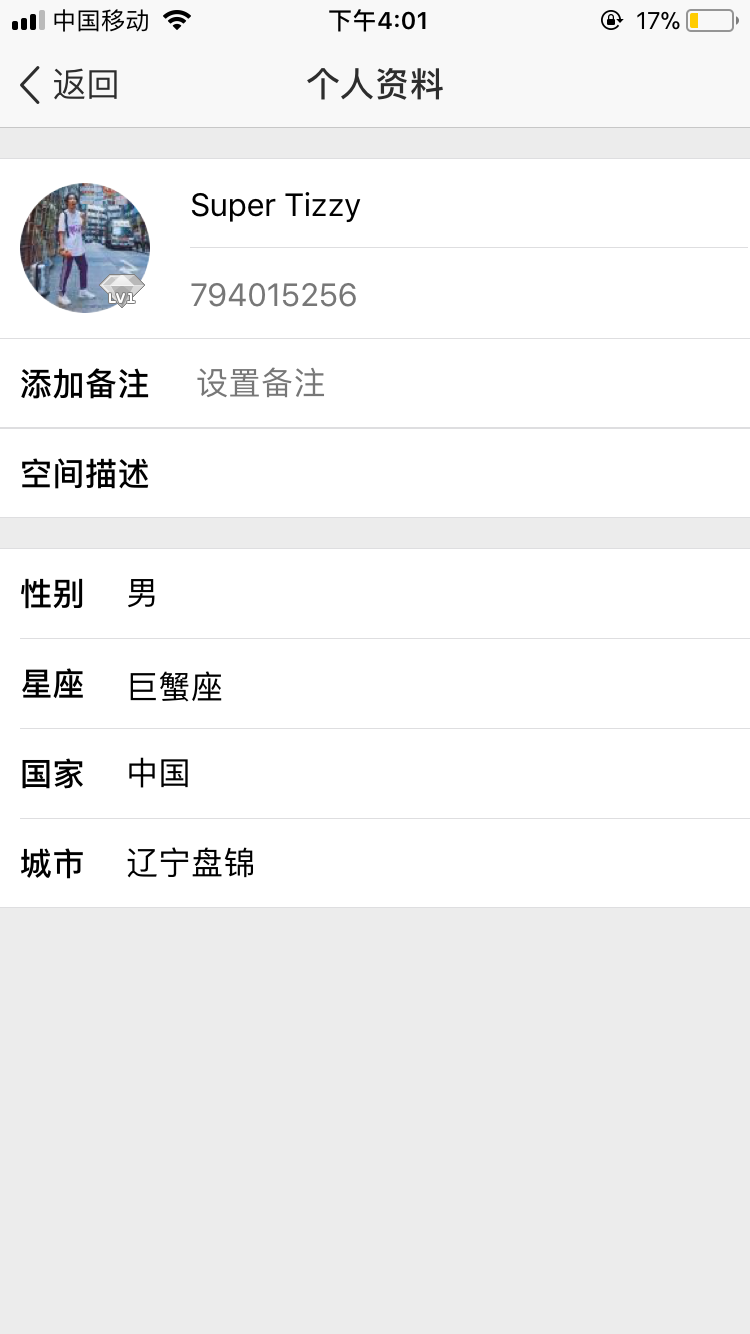 中国移动 下午4:01 17%
返回 个人资料
Super Tizzy
LV1
794015256
添加备注 设置备注
空间描述
性别 男
星座 巨蟹座
国家 中国
城市 辽宁盘锦